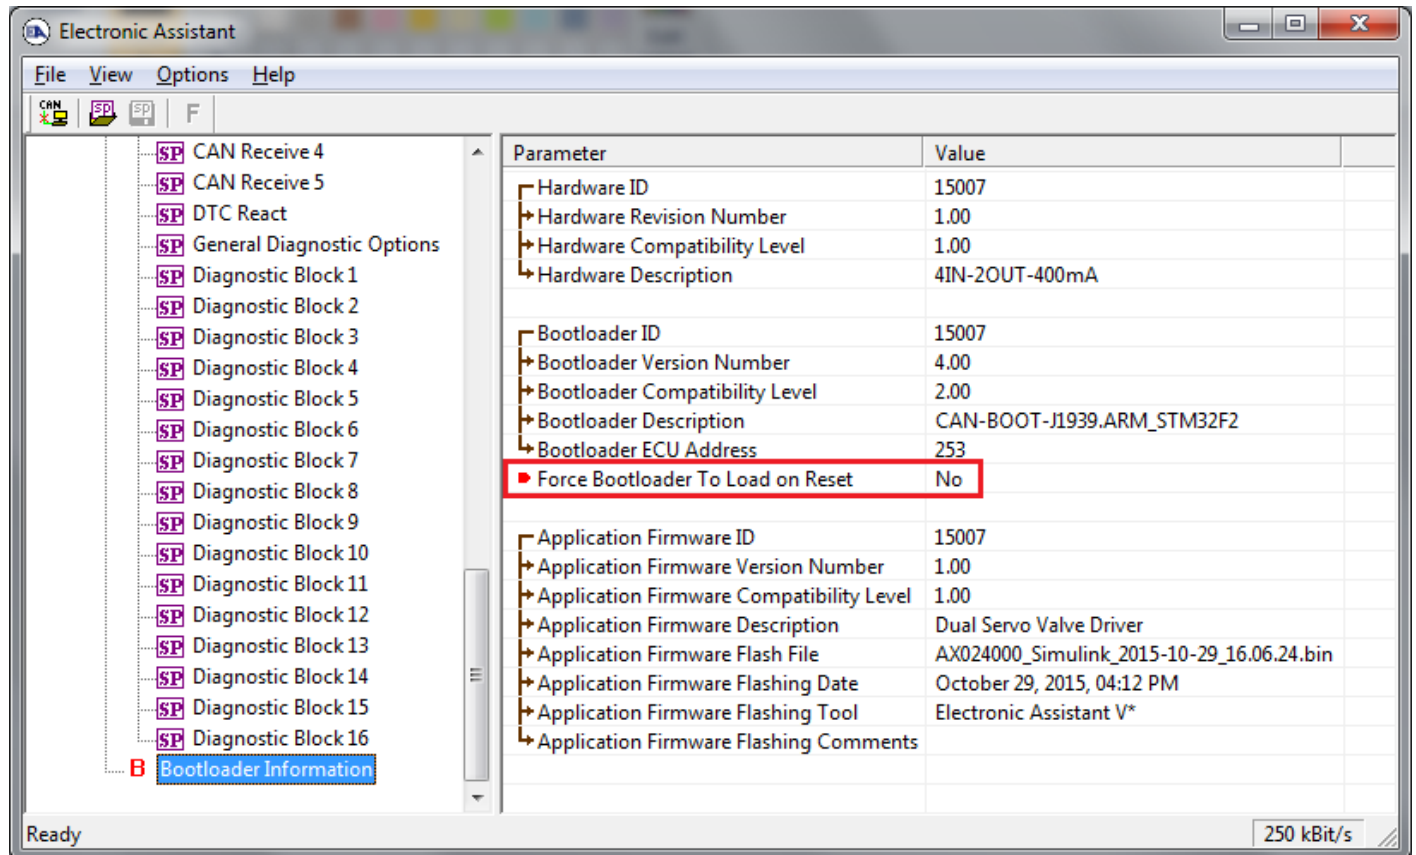 Electronic Assistant
File View Options Help
CAN SP SP F
SP CAN Receive 4
SP CAN Receive 5
SP DTC React
SP General Diagnostic Options
SP Diagnostic Block 1
SP Diagnostic Block 2
SP Diagnostic Block 3
SP Diagnostic Block 4
SP Diagnostic Block 5
SP Diagnostic Block 6
SP Diagnostic Block 7
SP Diagnostic Block 8
SP Diagnostic Block 9
SP Diagnostic Block 10
SP Diagnostic Block 11
SP Diagnostic Block 12
SP Diagnostic Block 13
SP Diagnostic Block 14
SP Diagnostic Block 15
SP Diagnostic Block 16
B Bootloader Information
Parameter Value
Hardware ID 15007
Hardware Revision Number 1.00
Hardware Compatibility Level 1.00
Hardware Description 4IN-2OUT-400mA
Bootloader ID 15007
Bootloader Version Number 4.00
Bootloader Compatibility Level 2.00
Bootloader Description CAN-BOOT-J1939.ARM_STM32F2
Bootloader ECU Address 253
Force Bootloader To Load on Reset No
Application Firmware ID 15007
Application Firmware Version Number 1.00
Application Firmware Compatibility Level 1.00
Application Firmware Description Dual Servo Valve Driver
Application Firmware Flash File AX024000_Simulink_2015-10-29_16.06.24.bin
Application Firmware Flashing Date October 29, 2015, 04:12 PM
Application Firmware Flashing Tool Electronic Assistant V*
Application Firmware Flashing Comments
Ready 250 kBit/s